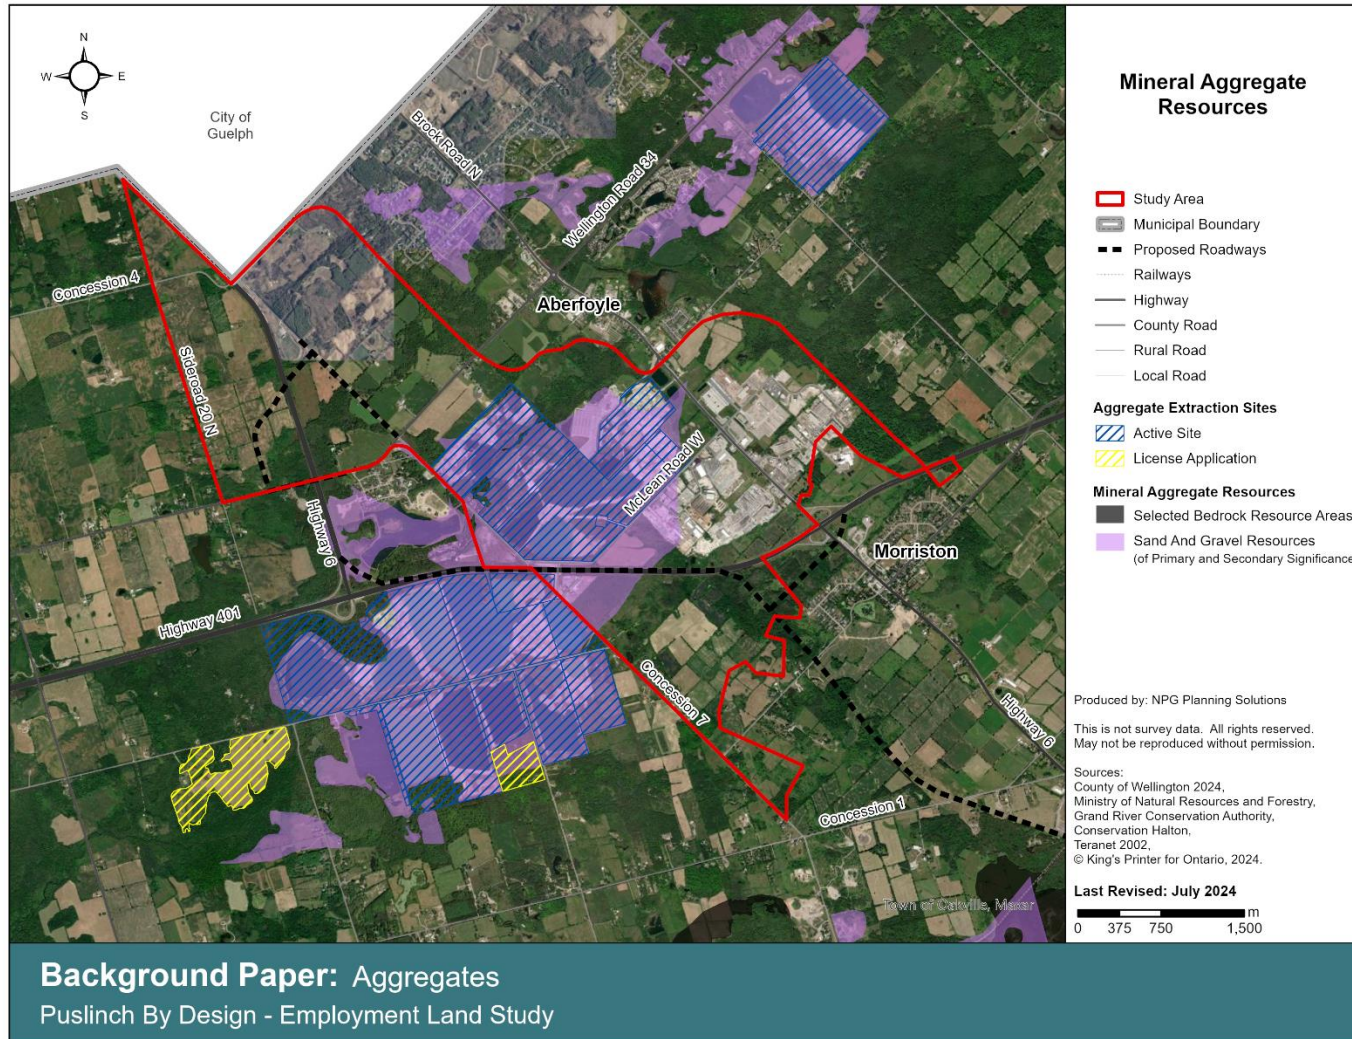 N
W
E
S
City of
Guelph
Brock Road N
Wellington Road 34
Concession 4
Aberfoyle
Sideroad 20 N
McLean Road W
Highway 6
Morriston
Highway 401
Concession 7
Highway 6
Concession 1
Town of Oakville, Maxar
Mineral Aggregate
Resources
Study Area
Municipal Boundary
Proposed Roadways
Railways
Highway
County Road
Rural Road
Local Road
Aggregate Extraction Sites
Active Site
License Application
Mineral Aggregate Resources
Selected Bedrock Resource Areas
Sand And Gravel Resources
(of Primary and Secondary Significance
Produced by: NPG Planning Solutions
This is not survey data. All rights reserved.
May not be reproduced without permission.
Sources:
County of Wellington 2024,
Ministry of Natural Resources and Forestry,
Grand River Conservation Authority,
Conservation Halton,
Teranet 2002,
© King's Printer for Ontario, 2024.
Last Revised: July 2024
m
0 375 750 1,500
Background Paper: Aggregates
Puslinch By Design - Employment Land Study